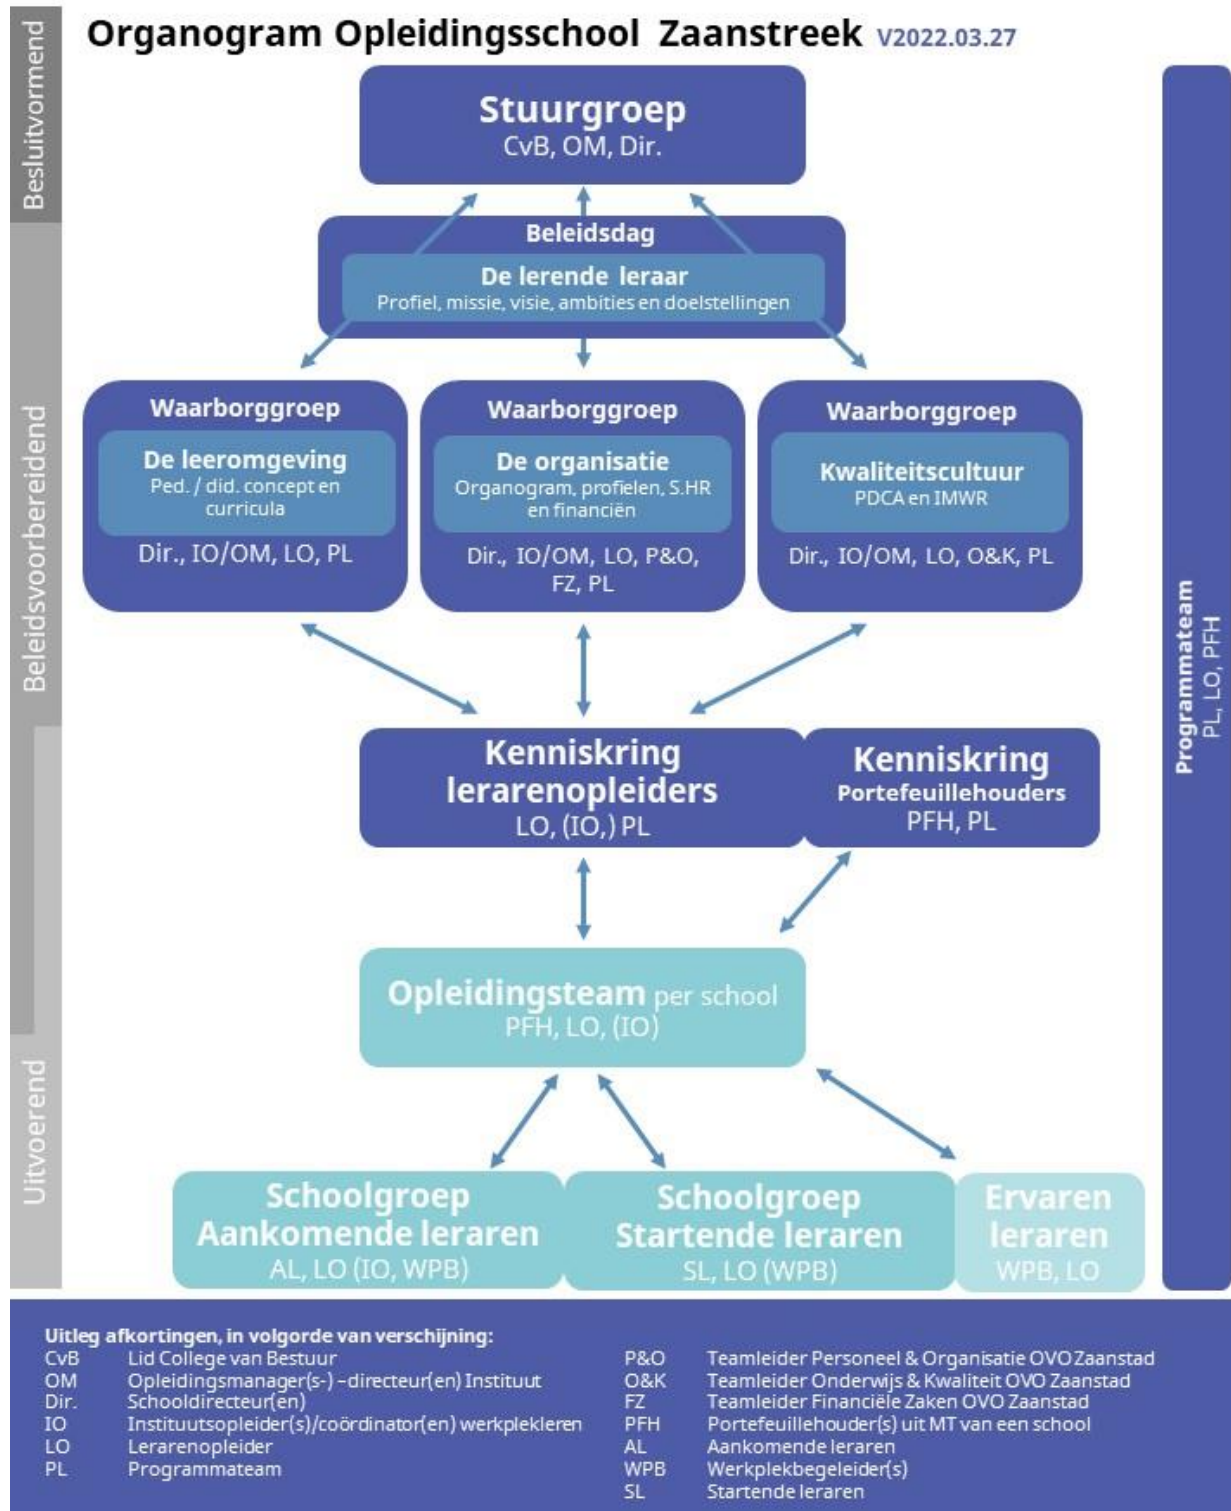 Organogram Opleidingsschool Zaanstreek V2022.03.27
Besluitvormend
Stuurgroep
CvB, OM, Dir.
Beleidsvoorbereidend
Beleidsdag
De lerende leraar
Profiel, missie, visie, ambities en doelstellingen
Waarborggroep
De leeromgeving
Ped. / did. concept en
curricula
Dir., IO/OM, LO, PL
Waarborggroep
De organisatie
Organogram, profielen, S.HR
en financiën
Dir., IO/OM, LO, P&O,
FZ, PL
Waarborggroep
Kwaliteitscultuur
PDCA en IMWR
Dir., IO/OM, LO, O&K, PL
Programmateam
PL, LO, PFH
Kenniskring
lerarenopleiders
LO, (IO,) PL
Kenniskring
Portefeuillehouders
PFH, PL
Opleidingsteam per school
PFH, LO, (IO)
Uitvoerend
Schoolgroep
Aankomende leraren
AL, LO (IO, WPB)
Schoolgroep
Startende leraren
SL, LO (WPB)
Ervaren
leraren
WPB, LO
Uitleg afkortingen, in volgorde van verschijning:
CvB Lid College van Bestuur
OM Opleidingsmanager(s-) –directeur(en) Instituut
Dir. Schooldirecteur(en)
IO Instituutsopleider(s)/coördinator(en) werkplekleren
LO Lerarenopleider
PL Programmateam
P&O Teamleider Personeel & Organisatie OVO Zaanstad
O&K Teamleider Onderwijs & Kwaliteit OVO Zaanstad
FZ Teamleider Financiële Zaken OVO Zaanstad
PFH Portefeuillehouder(s) uit MT van een school
AL Aankomende leraren
WPB Werkplekbegeleider(s)
SL Startende leraren